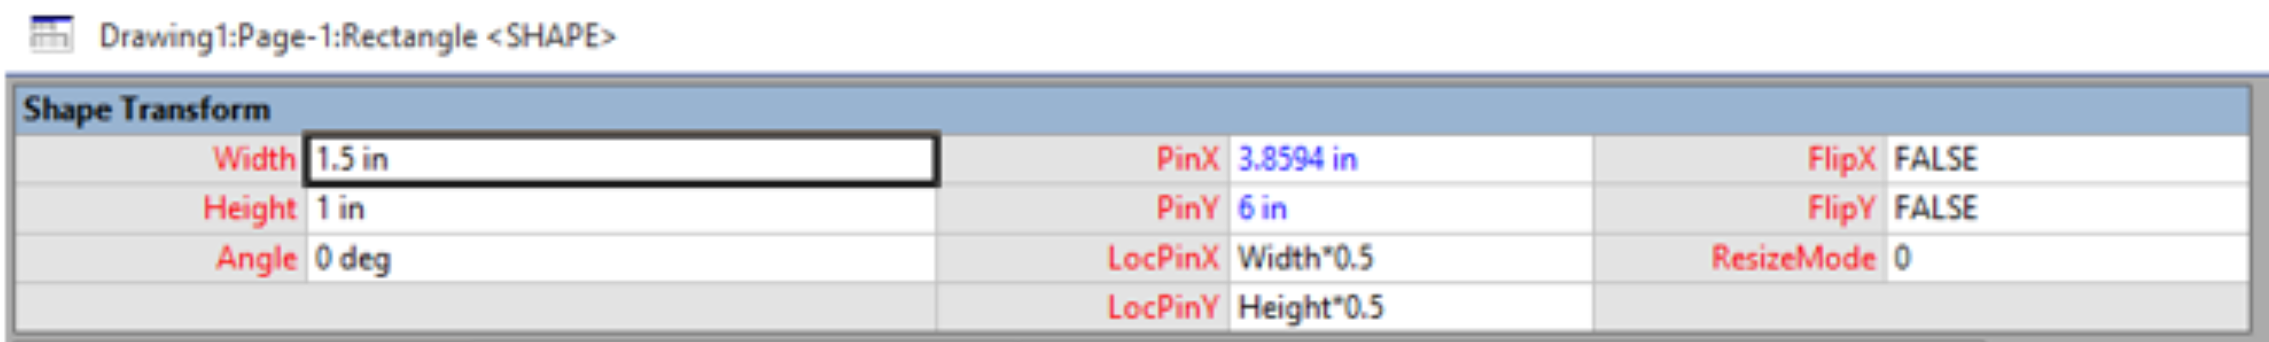 Drawing1:Page-1:Rectangle <SHAPE>
Shape Transform
Width 1.5 in PinX 3.8594 in FlipX FALSE
Height 1 in PinY 6 in FlipY FALSE
Angle 0 deg LocPinX Width*0.5 ResizeMode 0
LocPinY Height*0.5